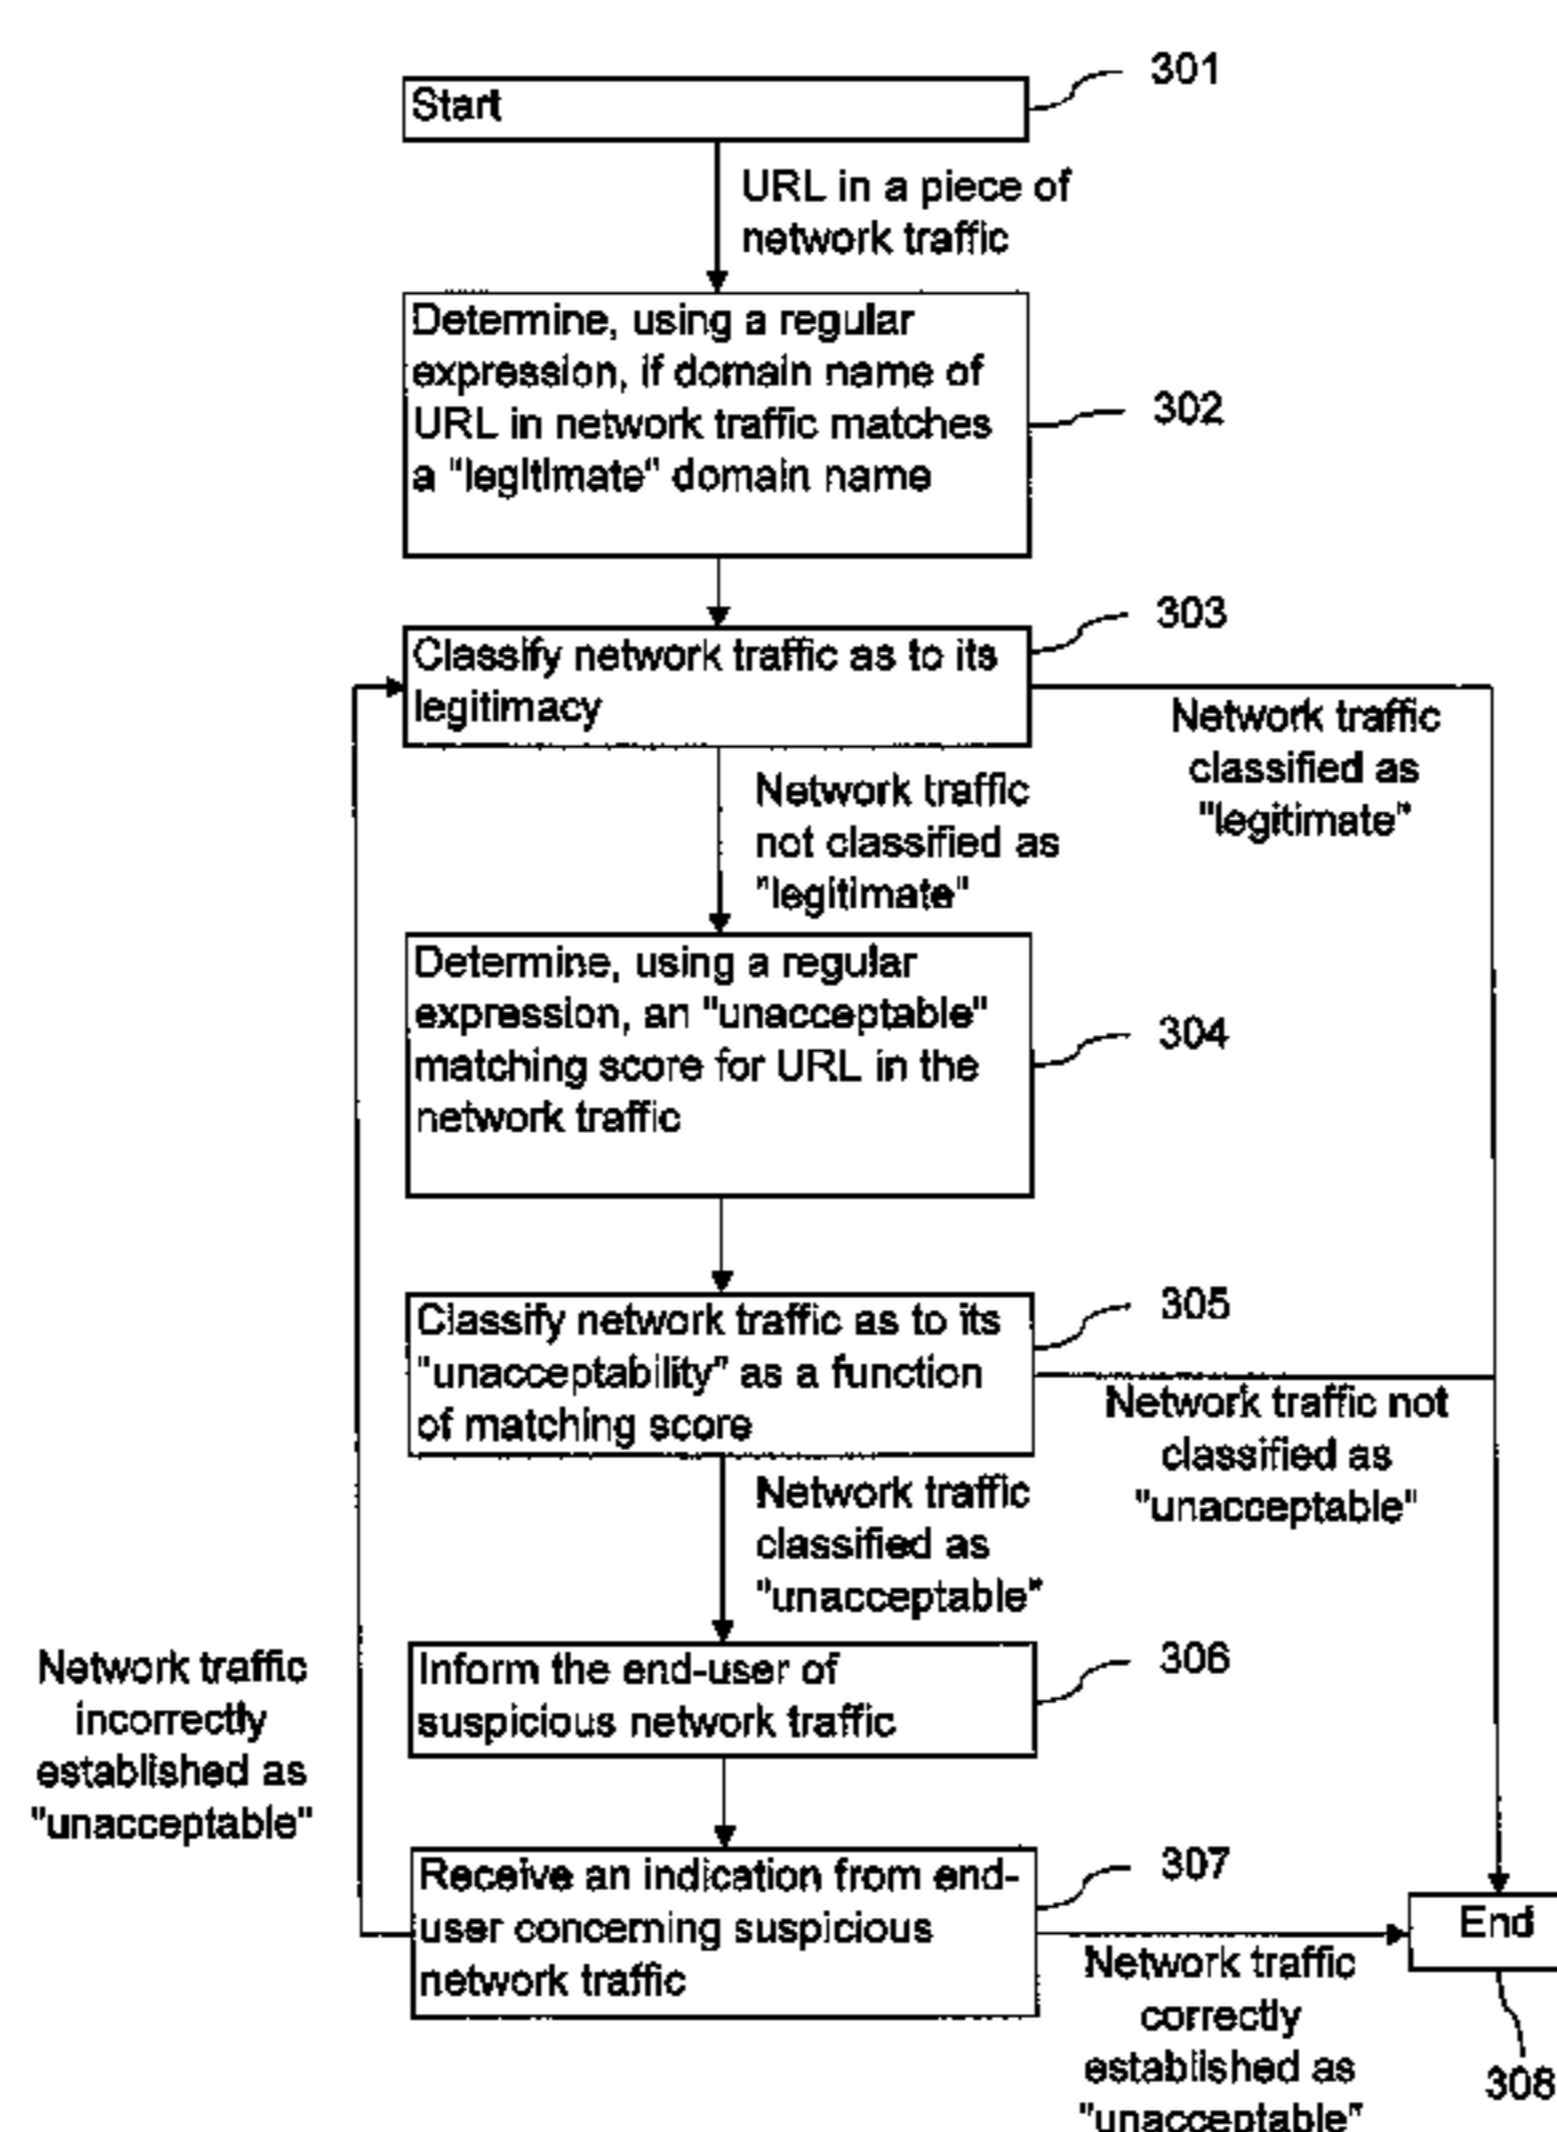 301
Start
URL in a piece of
network traffic
Determine, using a regular
expression, if domain name of
URL in network traffic matches
a "legitimate" domain name
302
303
Classify network traffic as to its
legitimacy
Network traffic
classified as
"legitimate"
Network traffic
not classified as
"legitimate"
Determine, using a regular
expression, an "unacceptable"
matching score for URL in the
network traffic
304
305
Classify network traffic as to its
"unacceptability" as a function
of matching score
Network traffic not
classified as
"unacceptable"
Network traffic
classified as
"unacceptable"
306
Inform the end-user of
suspicious network traffic
Network traffic
incorrectly
established as
"unacceptable"
307
Receive an indication from end-
user concerning suspicious
network traffic
End
Network traffic
correctly
established as
"unacceptable"
308